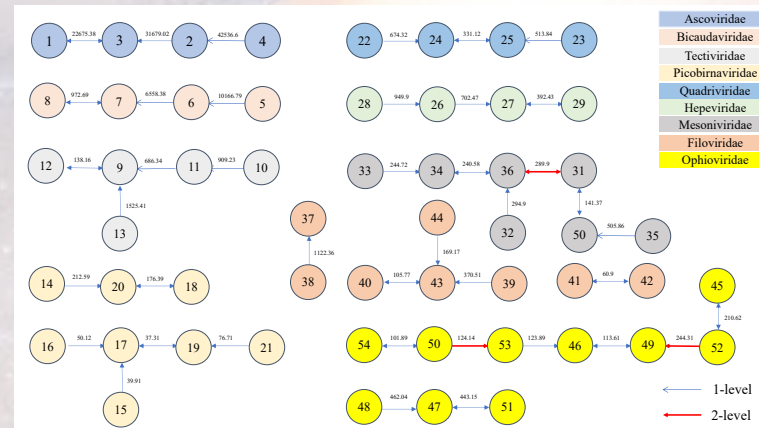 1 22675.38 3 31679.02 2 42536.6 4
8 972.69 7 6558.38 6 10166.79 5
12 138.16 9 686.34 11 909.23 10
1525.41
13
37
1122.36
38
14 212.59 20 176.39 18
16 50.12 17 37.31 19 76.71 21
39.91
15
22 674.32 24 331.12 25 513.84 23
28 949.9 26 702.47 27 392.43 29
33 244.72 34 240.58 36 289.9 31
294.9 141.37
32 50 505.86 35
44
169.17
40 105.77 43 370.51 39
41 60.9 42
45
210.62
54 101.89 50 124.14 53 123.89 46 113.61 49 244.31 52
48 462.04 47 443.15 51
Ascoviridae
Bicaudaviridae
Tectiviridae
Picobirnaviridae
Quadriviridae
Hepeviridae
Mesoniviridae
Filoviridae
Ophioviridae
1-level
2-level